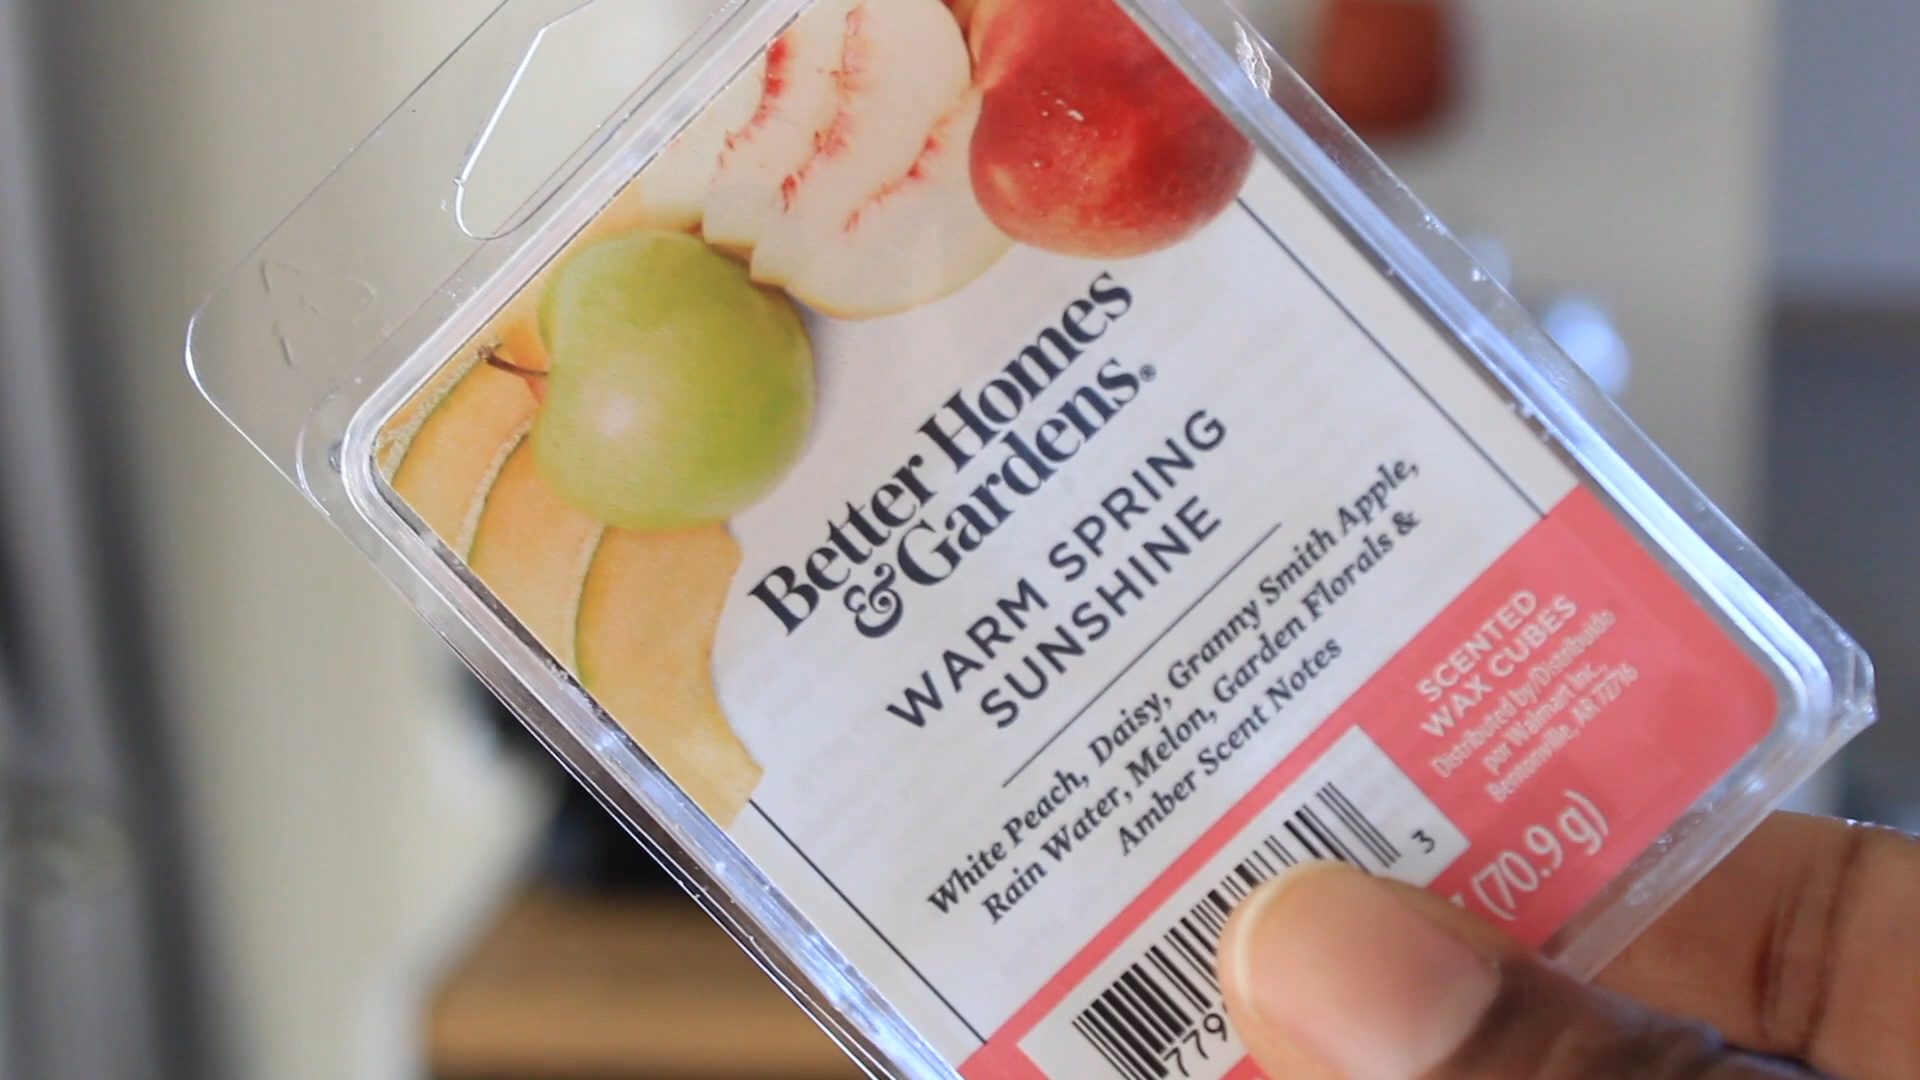 Better Homes
& Gardens®
WARM SPRING
SUNSHINE
White Peach, Daisy, Granny Smith Apple,
Rain Water, Melon, Garden Florals &
Amber Scent Notes
SCENTED
WAX CUBES
Distributed by/Distribuido
por Walmart Inc.,
Bentonville, AR 72716
(70.9 g)
779
3